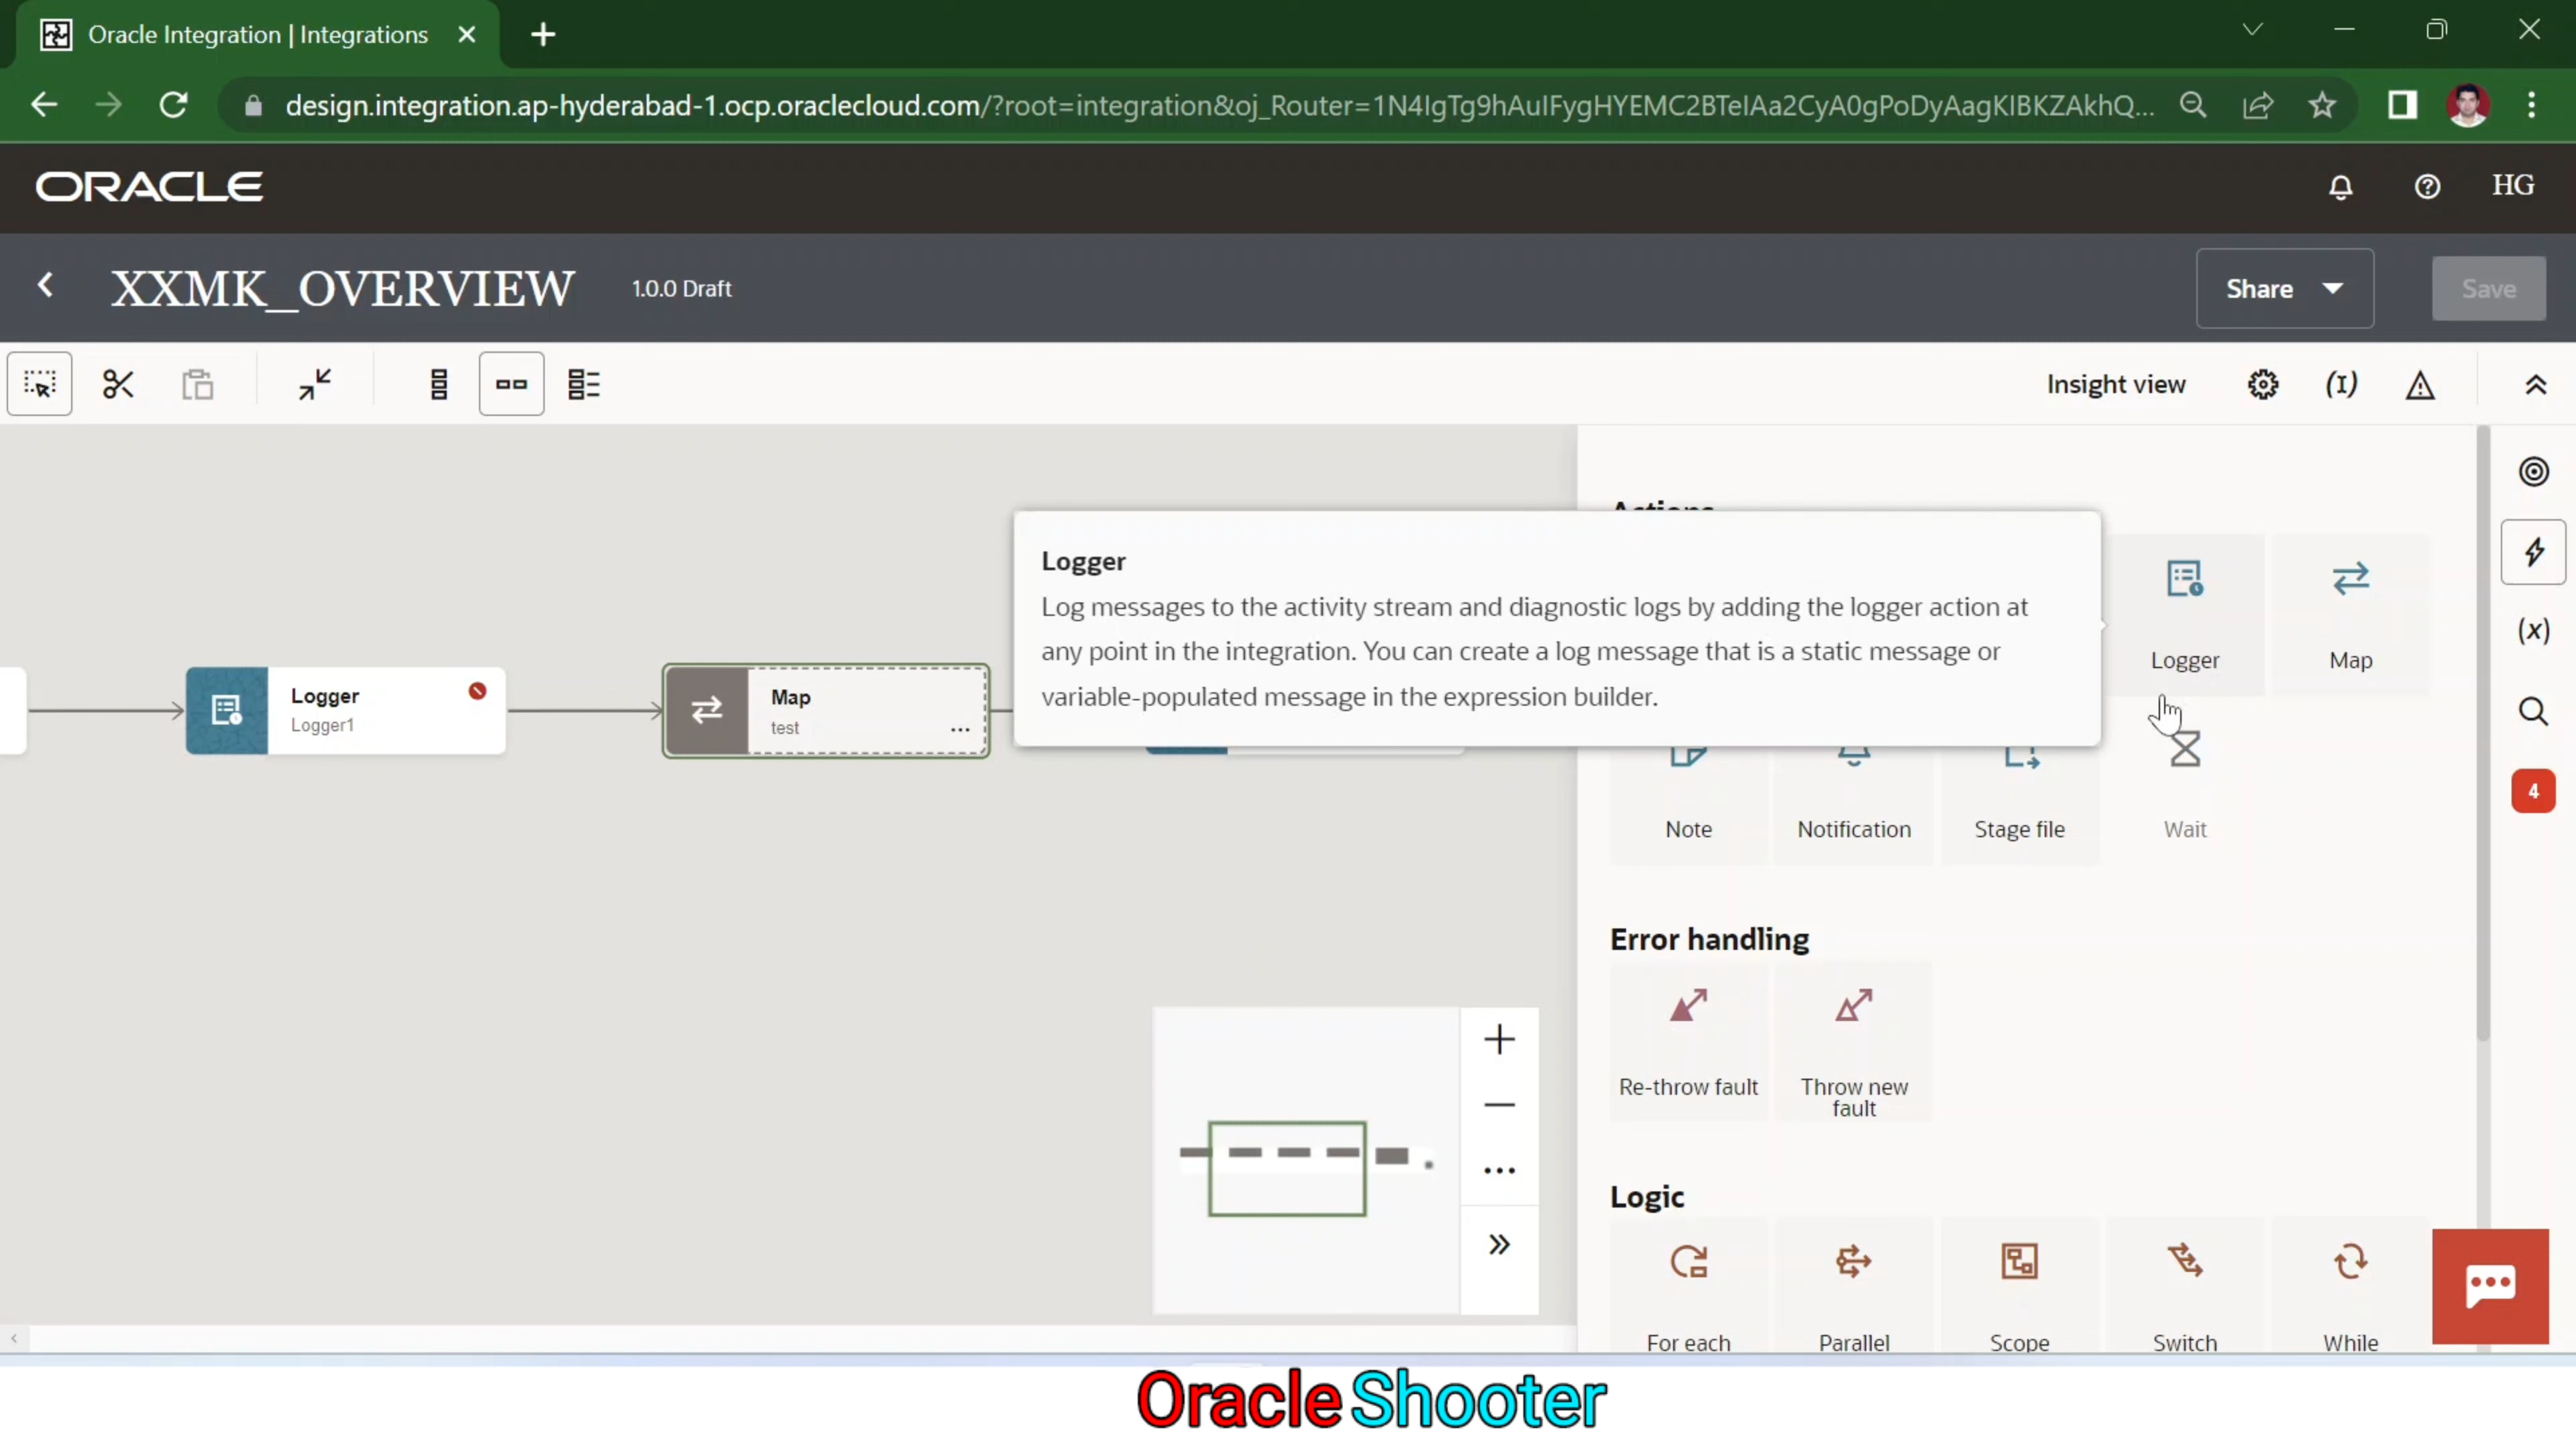 Oracle Integration | Integrations
design.integration.ap-hyderabad-1.ocp.oraclecloud.com/?root=integration&oj_Router=1N4IgTg9hAuIFygHYEMC2BTeIAa2CyA0gPoDyAagKIBKZAkhQ...
ORACLE
HG
XXMK_OVERVIEW
1.0.0 Draft
Share
Save
Insight view
(I)
Logger
Log messages to the activity stream and diagnostic logs by adding the logger action at
any point in the integration. You can create a log message that is a static message or
variable-populated message in the expression builder.
Logger
Map
(x)
Logger
Logger1
Map
test
...
4
Note
Notification
Stage file
Wait
Error handling
Re-throw fault
Throw new
fault
Logic
For each
Parallel
Scope
Switch
While
Oracle Shooter